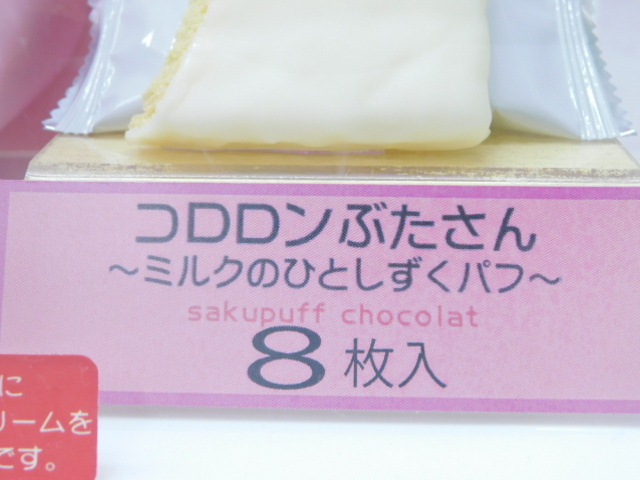 コロロンぶたさん
～ミルクのひとしずくパフ～
sakupuff chocolat
8枚入
に
リームを
です。